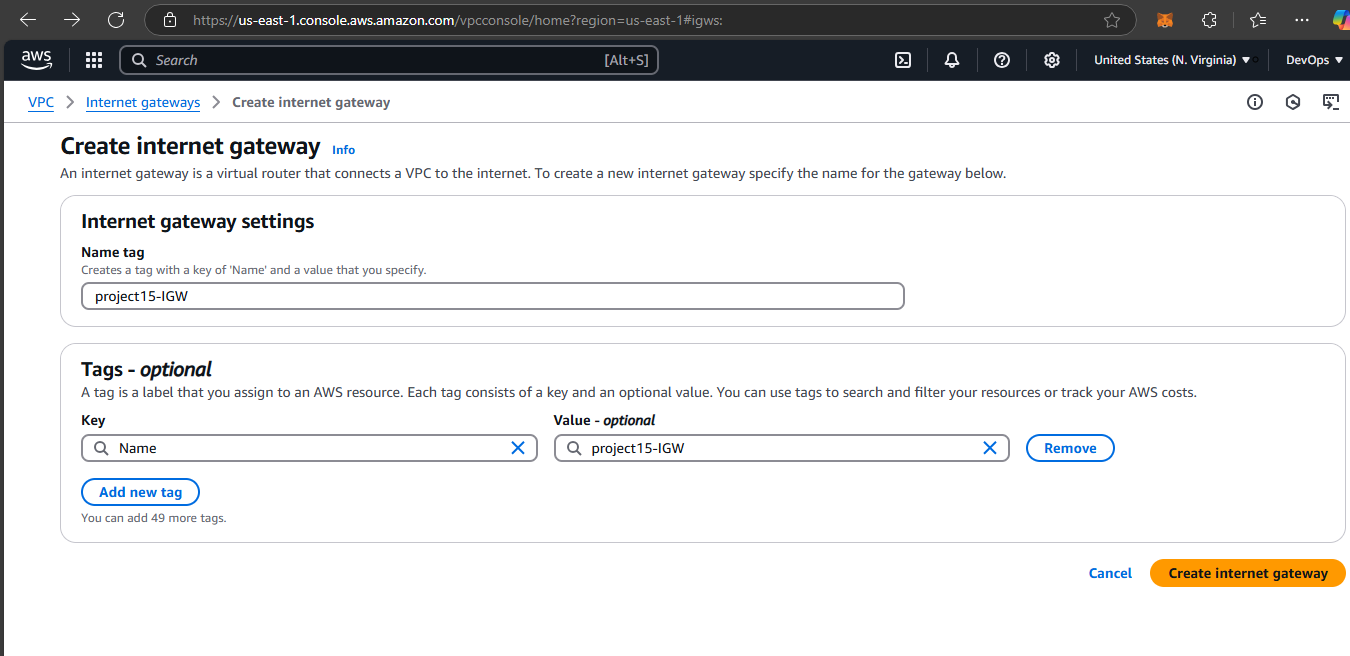 https://us-east-1.console.aws.amazon.com/vpcconsole/home?region=us-east-1#igws:
aws
Search
[Alt+S]
United States (N. Virginia)
DevOps
VPC > Internet gateways > Create internet gateway
Create internet gateway Info
An internet gateway is a virtual router that connects a VPC to the internet. To create a new internet gateway specify the name for the gateway below.
Internet gateway settings
Name tag
Creates a tag with a key of 'Name' and a value that you specify.
project15-IGW
Tags - optional
A tag is a label that you assign to an AWS resource. Each tag consists of a key and an optional value. You can use tags to search and filter your resources or track your AWS costs.
Key
Value - optional
Name
project15-IGW
Remove
Add new tag
You can add 49 more tags.
Cancel
Create internet gateway